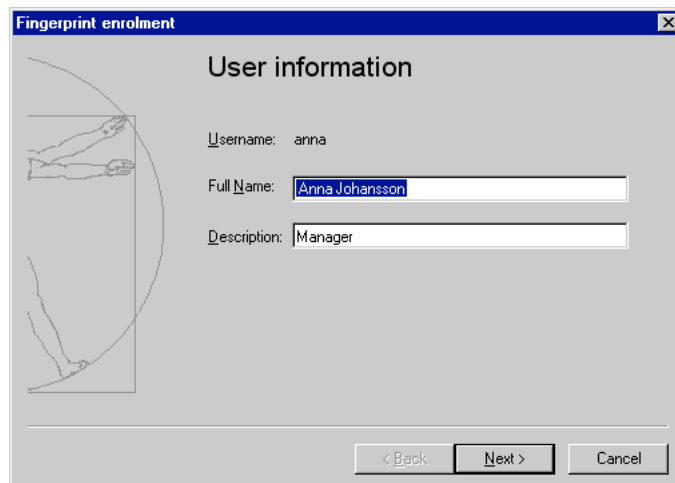 Fingerprint enrolment
User information
Username: anna
Full Name: Anna Johansson
Description: Manager
< Back Next > Cancel